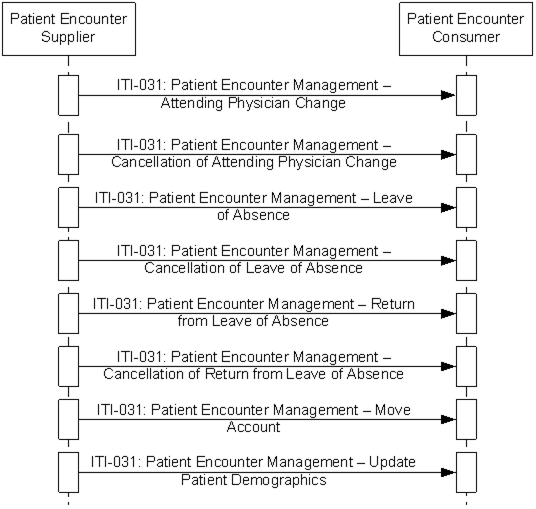 Patient Encounter
Supplier
Patient Encounter
Consumer
ITI-031: Patient Encounter Management –
Attending Physician Change
ITI-031: Patient Encounter Management –
Cancellation of Attending Physician Change
ITI-031: Patient Encounter Management – Leave
of Absence
ITI-031: Patient Encounter Management –
Cancellation of Leave of Absence
ITI-031: Patient Encounter Management – Return
from Leave of Absence
ITI-031: Patient Encounter Management –
Cancellation of Return from Leave of Absence
ITI-031: Patient Encounter Management – Move
Account
ITI-031: Patient Encounter Management – Update
Patient Demographics